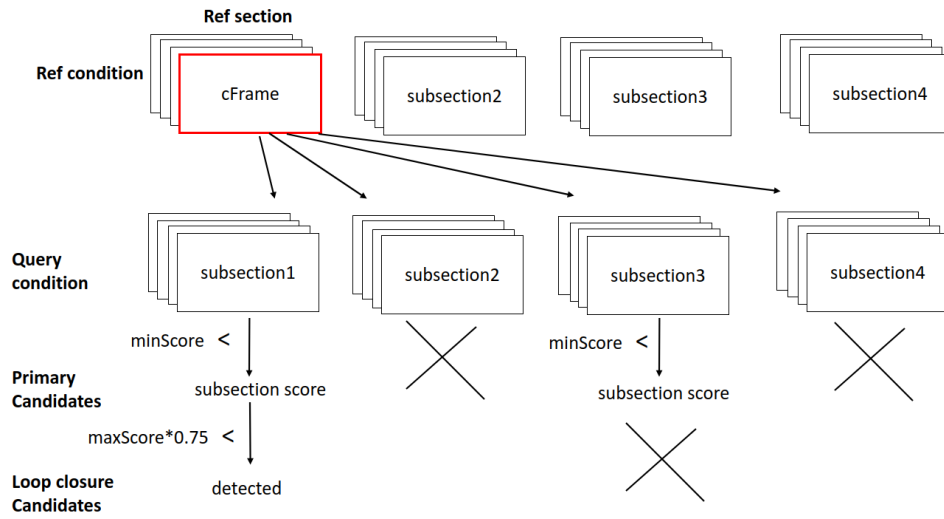 Ref section
Ref condition
cFrame
subsection2
subsection3
subsection4
Query
condition
subsection1
subsection2
subsection3
subsection4
minScore <
minScore <
Primary
Candidates
subsection score
subsection score
maxScore*0.75 <
Loop closure
Candidates
detected